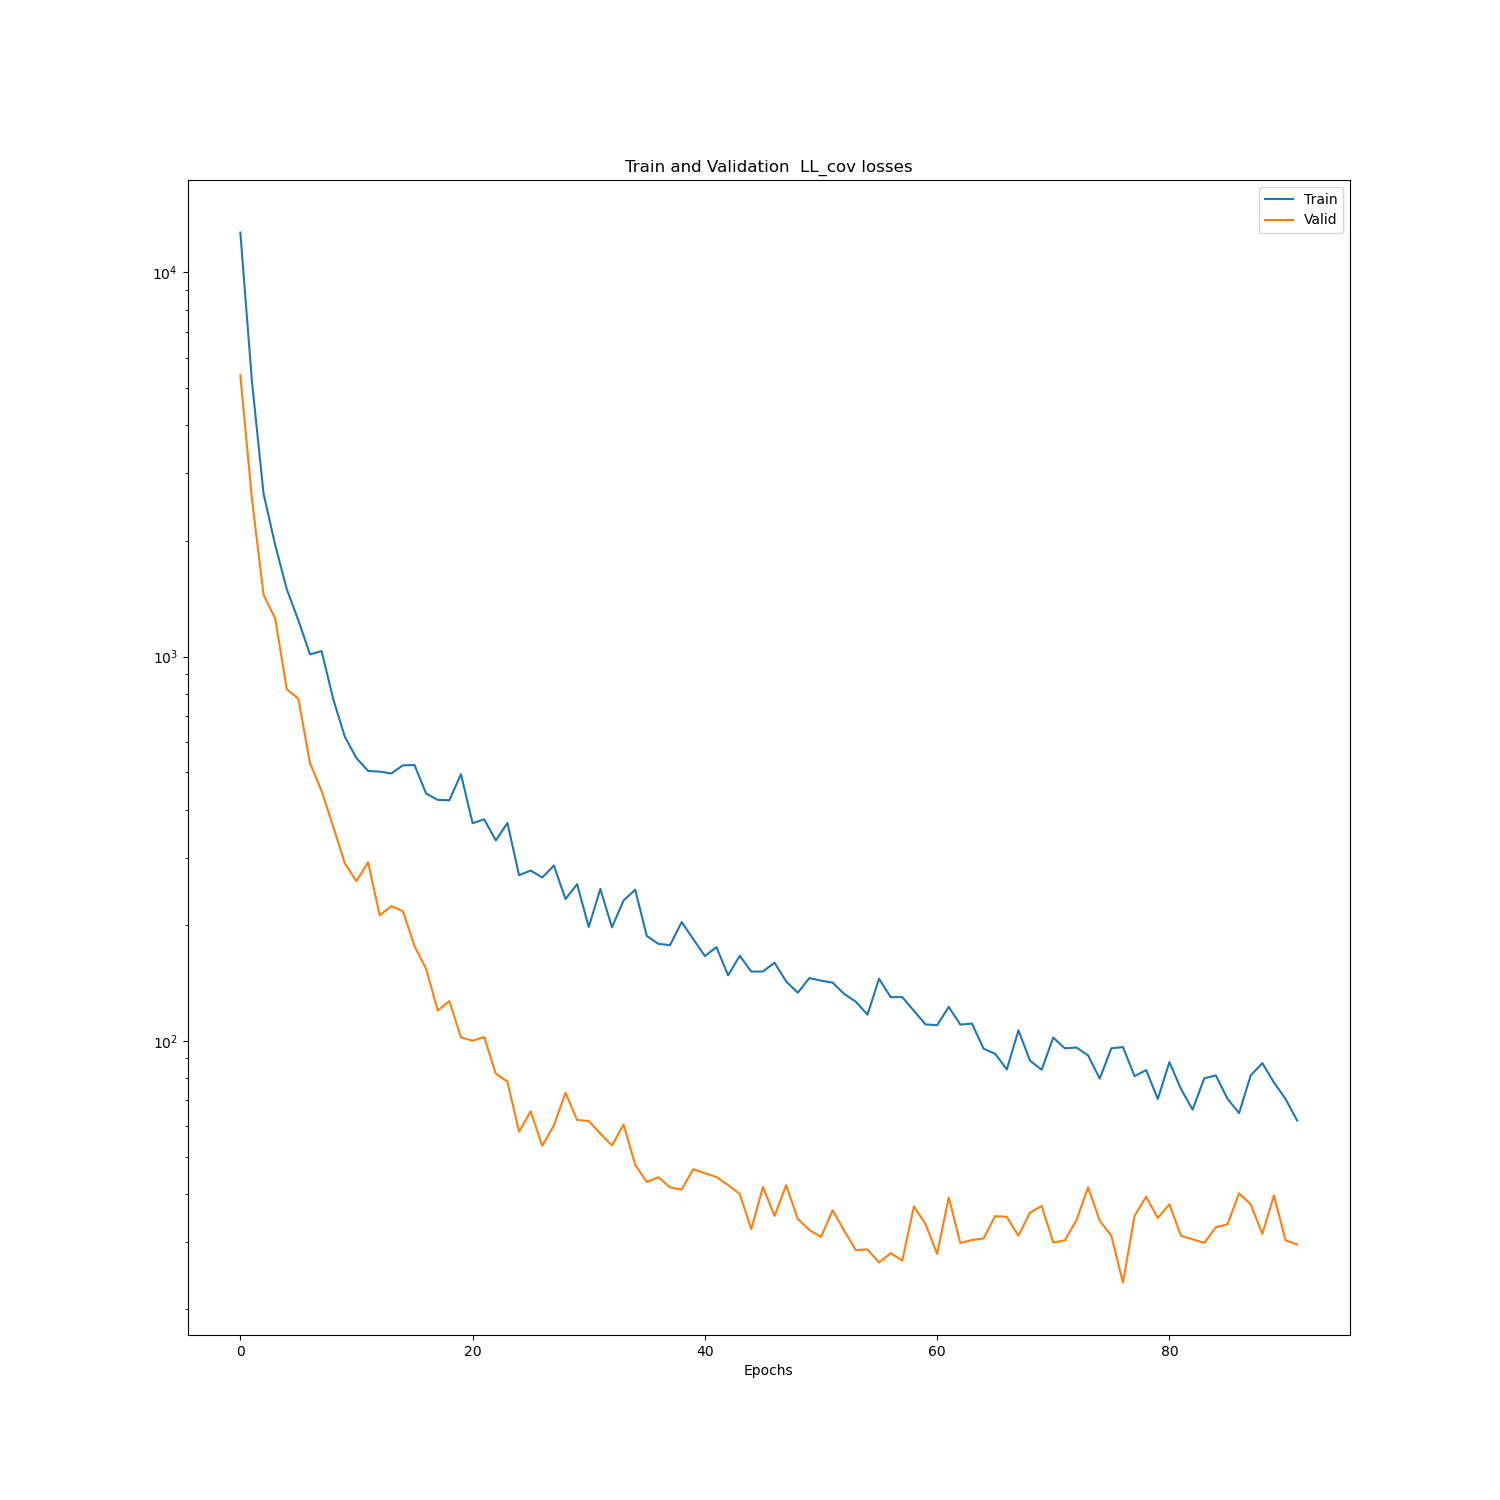 Train and Validation  LL_cov losses
Train
Valid
10^4
10^3
10^2
0 20 40 60 80
Epochs